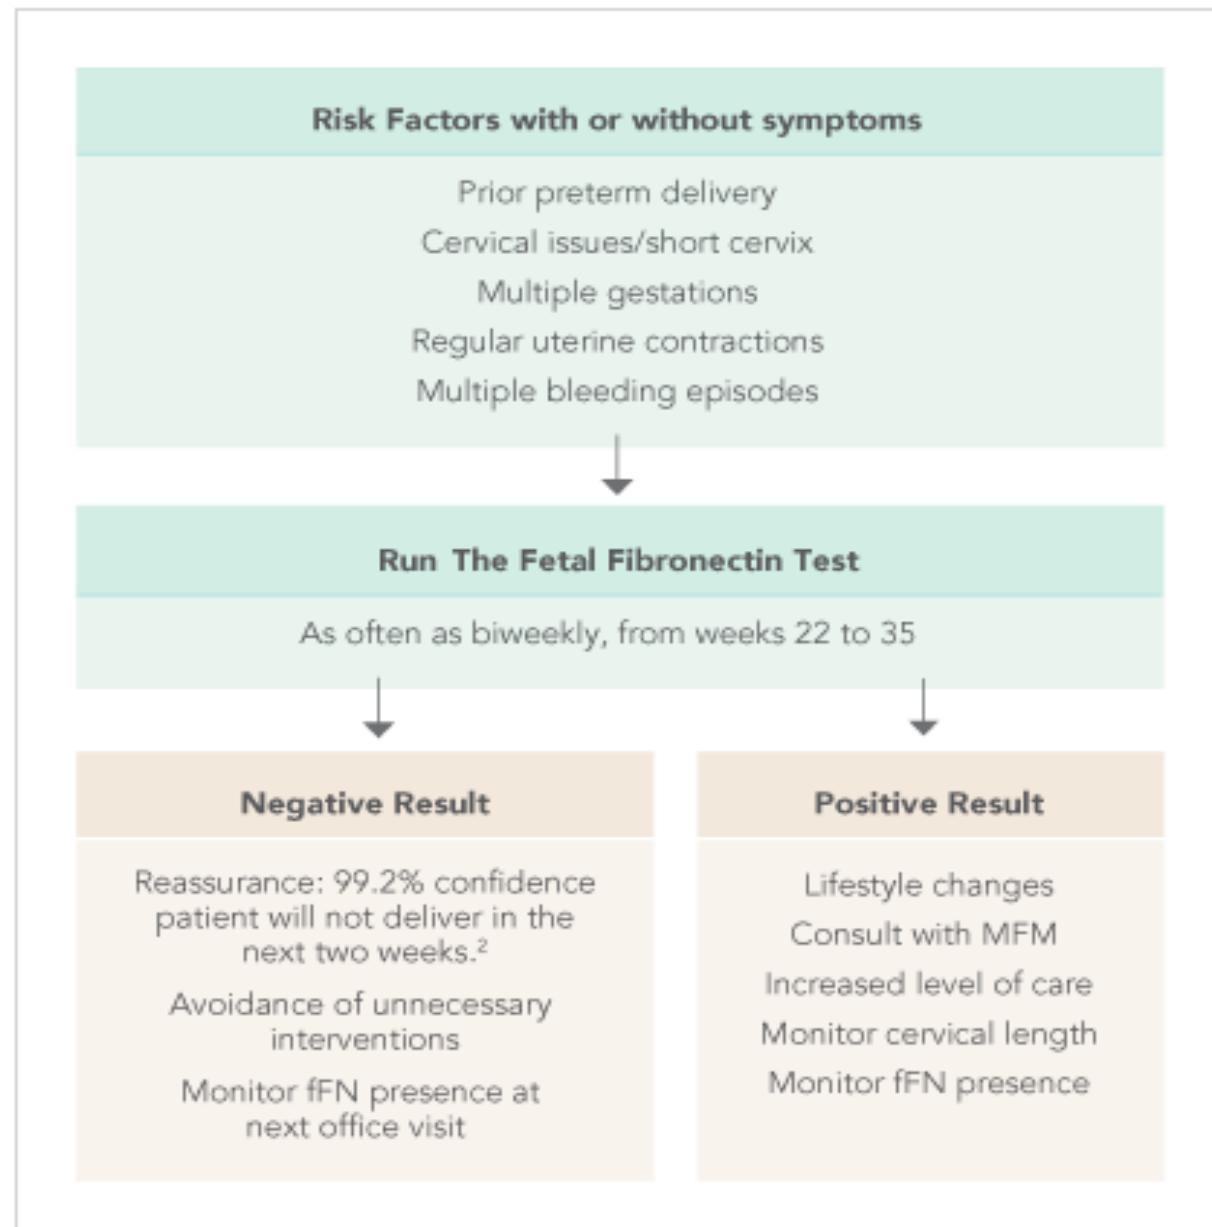 Risk Factors with or without symptoms
Prior preterm delivery
Cervical issues/short cervix
Multiple gestations
Regular uterine contractions
Multiple bleeding episodes
Run The Fetal Fibronectin Test
As often as biweekly, from weeks 22 to 35
Negative Result
Reassurance: 99.2% confidence
patient will not deliver in the
next two weeks.²
Avoidance of unnecessary
interventions
Monitor fFN presence at
next office visit
Positive Result
Lifestyle changes
Consult with MFM
Increased level of care
Monitor cervical length
Monitor fFN presence